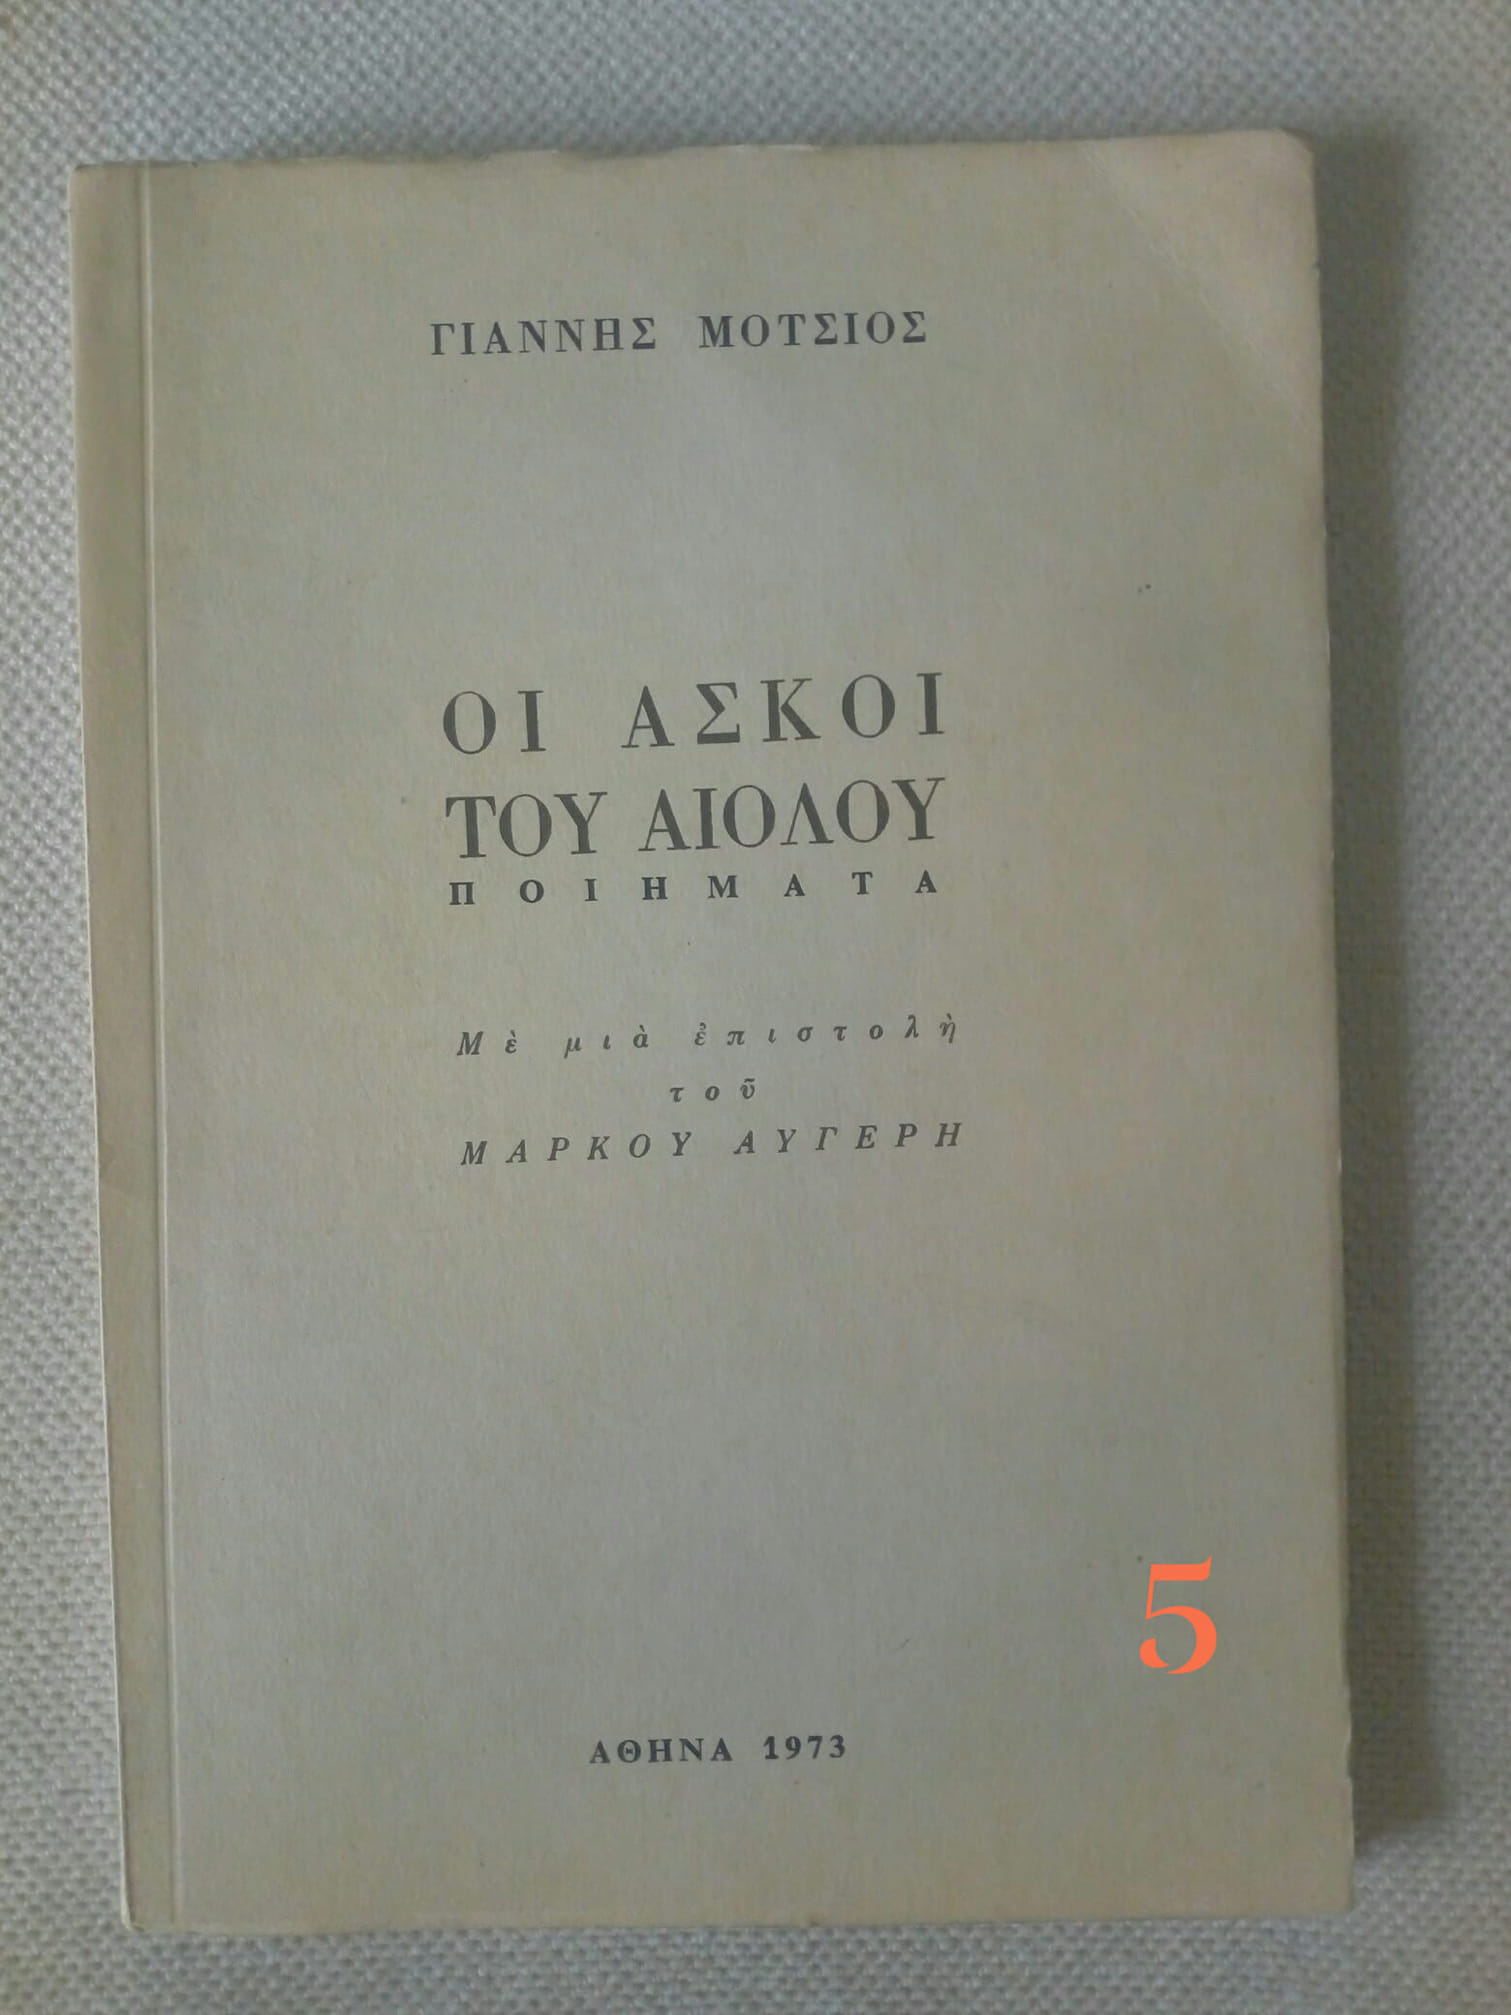 ΓΙΑΝΝΗΣ ΜΟΤΣΙΟΣ
ΟΙ ΑΣΚΟΙ
ΤΟΥ ΑΙΟΛΟΥ
ΠΟΙΗΜΑΤΑ
Μὲ μιὰ ἐπιστολὴ
τοῦ
ΜΑΡΚΟΥ ΑΥΓΕΡΗ
5
ΑΘΗΝΑ 1973